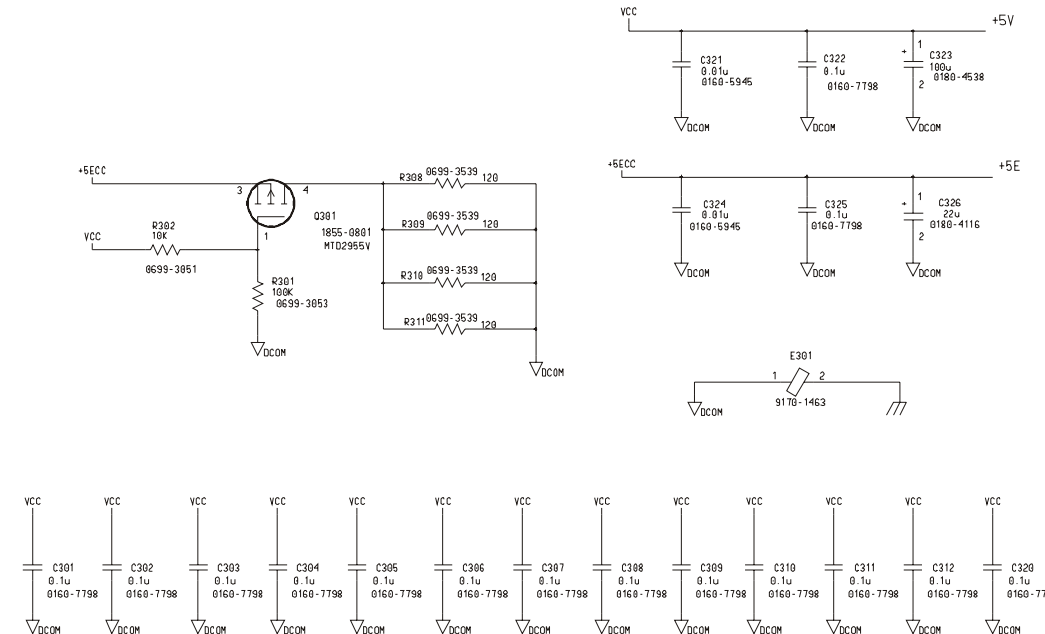 VCC
+5V
C321
0.01u
0160-5945
C322
0.1u
0160-7798
+
1
C323
100u
0180-4538
2
DCOM
DCOM
DCOM
+5ECC
+5E
C324
0.01u
0160-5945
C325
0.1u
0160-7798
+
1
C326
22u
0180-4116
2
DCOM
DCOM
DCOM
+5ECC
3
4
Q301
1855-0801
MTD2955V
1
VCC
R302
10K
0699-3051
R301
100K
0699-3053
DCOM
R308
0699-3539
120
R309
0699-3539
120
R310
0699-3539
120
R311
0699-3539
120
DCOM
E301
1
2
9170-1463
DCOM
VCC
C301
0.1u
0160-7798
DCOM
VCC
C302
0.1u
0160-7798
DCOM
VCC
C303
0.1u
0160-7798
DCOM
VCC
C304
0.1u
0160-7798
DCOM
VCC
C305
0.1u
0160-7798
DCOM
VCC
C306
0.1u
0160-7798
DCOM
VCC
C307
0.1u
0160-7798
DCOM
VCC
C308
0.1u
0160-7798
DCOM
VCC
C309
0.1u
0160-7798
DCOM
VCC
C310
0.1u
0160-7798
DCOM
VCC
C311
0.1u
0160-7798
DCOM
VCC
C312
0.1u
0160-7798
DCOM
VCC
C320
0.1u
0160-7
DCOM